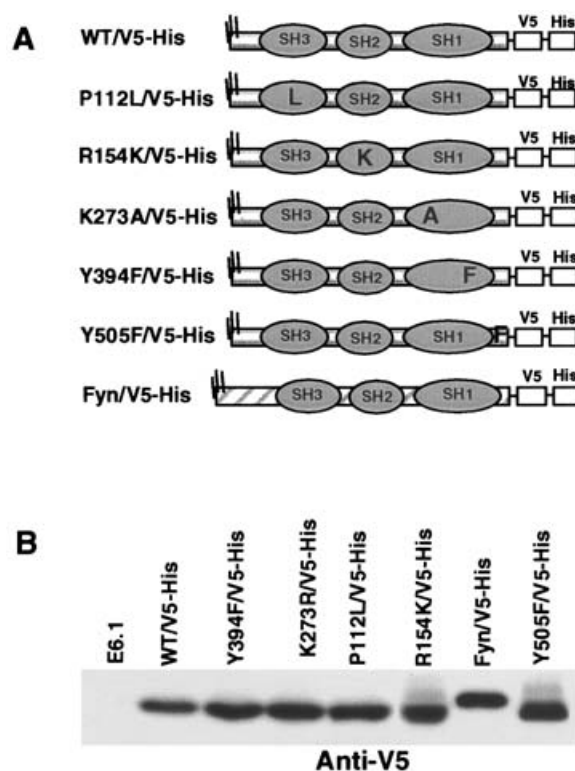 A
V5 His
WT/V5-His SH3 SH2 SH1
V5 His
P112L/V5-His L SH2 SH1
V5 His
R154K/V5-His SH3 K SH1
V5 His
K273A/V5-His SH3 SH2 A
V5 His
Y394F/V5-His SH3 SH2 F
V5 His
Y505F/V5-His SH3 SH2 SH1 F
V5 His
Fyn/V5-His SH3 SH2 SH1
B
E6.1
WT/V5-His
Y394F/V5-His
K273R/V5-His
P112L/V5-His
R154K/V5-His
Fyn/V5-His
Y505F/V5-His
Anti-V5